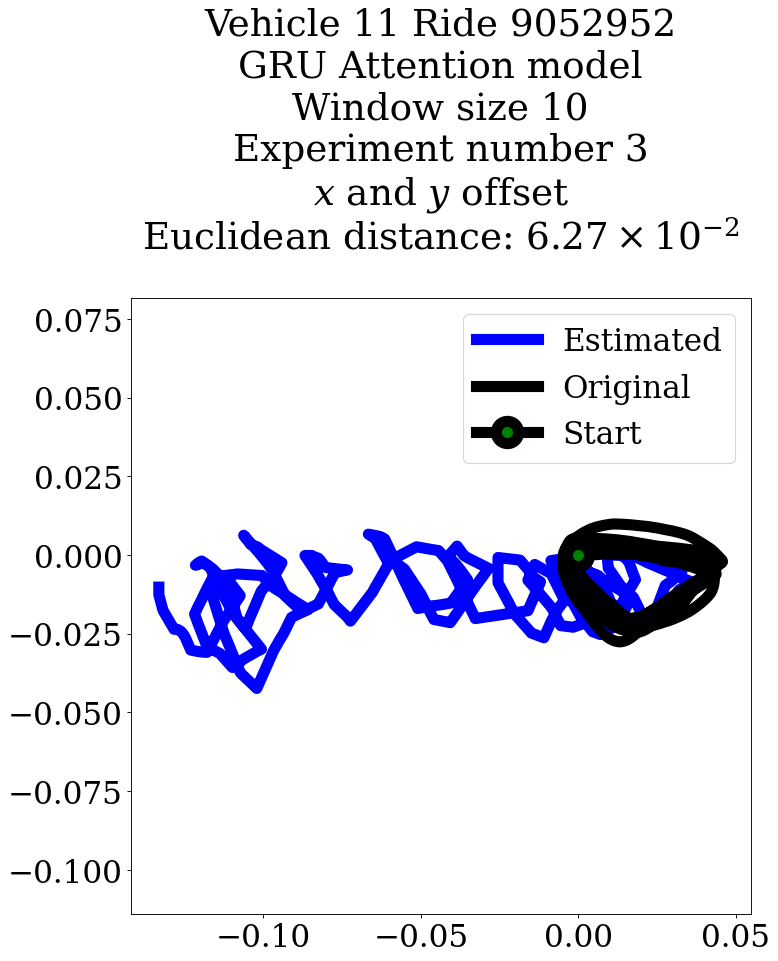 Vehicle 11 Ride 9052952
GRU Attention model
Window size 10
Experiment number 3
x and y offset
Euclidean distance: 6.27 × 10⁻²
Estimated
Original
Start
0.075
0.050
0.025
0.000
−0.025
−0.050
−0.075
−0.100
−0.10
−0.05
0.00
0.05